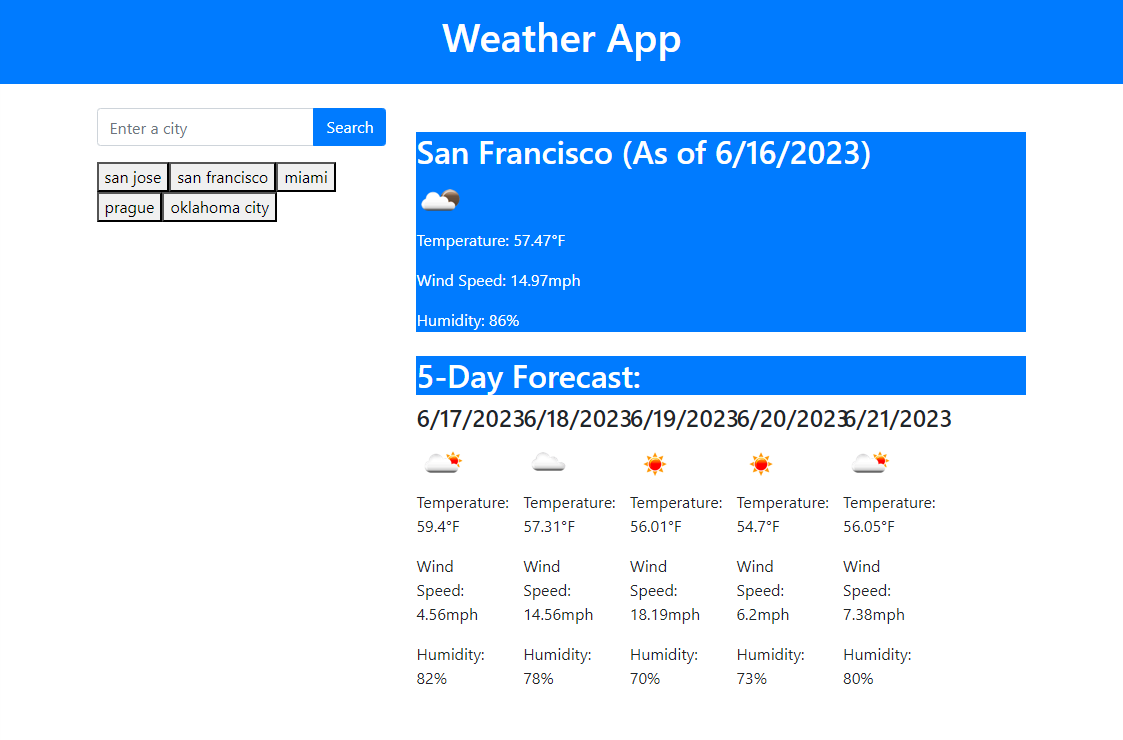 Weather App
Enter a city
Search
san jose
san francisco
miami
prague
oklahoma city
San Francisco (As of 6/16/2023)
Temperature: 57.47°F
Wind Speed: 14.97mph
Humidity: 86%
5-Day Forecast:
6/17/2023
Temperature:
59.4°F
Wind
Speed:
4.56mph
Humidity:
82%
6/18/2023
Temperature:
57.31°F
Wind
Speed:
14.56mph
Humidity:
78%
6/19/2023
Temperature:
56.01°F
Wind
Speed:
18.19mph
Humidity:
70%
6/20/2023
Temperature:
54.7°F
Wind
Speed:
6.2mph
Humidity:
73%
6/21/2023
Temperature:
56.05°F
Wind
Speed:
7.38mph
Humidity:
80%